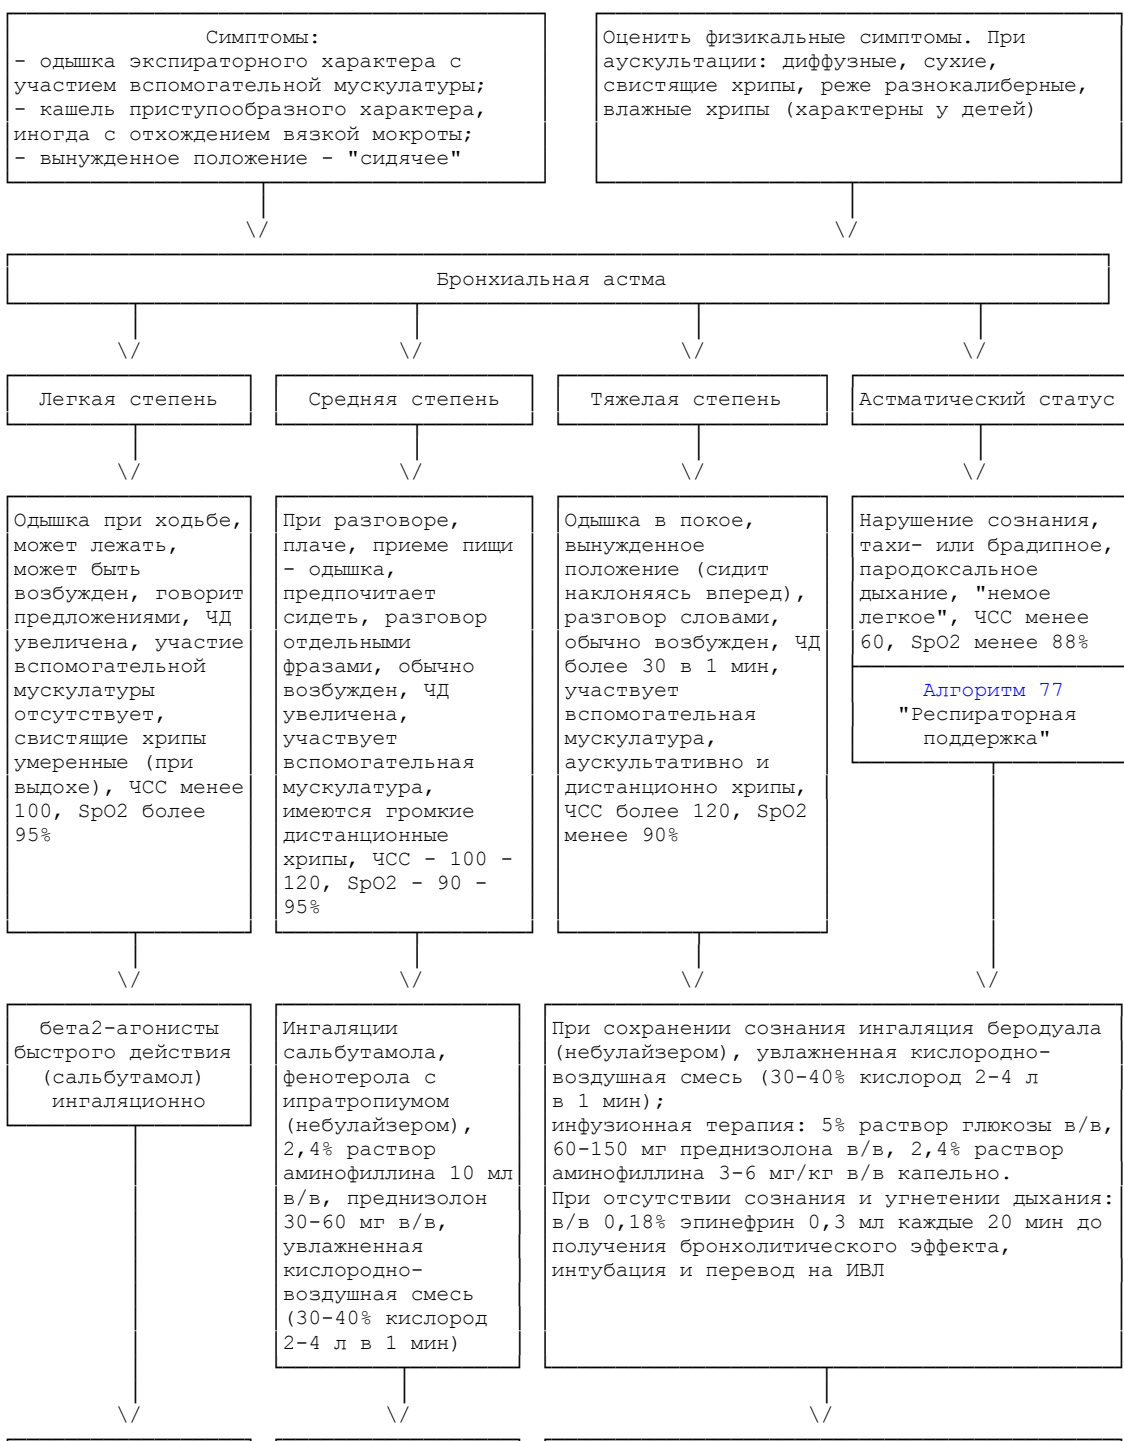 Симптомы:
- одышка экспираторного характера с
участием вспомогательной мускулатуры;
- кашель приступообразного характера,
иногда с отхождением вязкой мокроты;
- вынужденное положение - "сидячее"
Оценить физикальные симптомы. При
аускультации: диффузные, сухие,
свистящие хрипы, реже разнокалиберные,
влажные хрипы (характерны у детей)
Бронхиальная астма
Легкая степень
Средняя степень
Тяжелая степень
Астматический статус
Одышка при ходьбе,
может лежать,
может быть
возбужден, говорит
предложениями, ЧД
увеличена, участие
вспомогательной
мускулатуры
отсутствует,
свистящие хрипы
умеренные (при
выдохе), ЧСС менее
100, SpO2 более
95%
При разговоре,
плаче, приеме пищи
- одышка,
предпочитает
сидеть, разговор
отдельными
фразами, обычно
возбужден, ЧД
увеличена,
участвует
вспомогательная
мускулатура,
имеются громкие
дистанционные
хрипы, ЧСС - 100 -
120, SpO2 - 90 -
95%
Одышка в покое,
вынужденное
положение (сидит
наклоняясь вперед),
разговор словами,
обычно возбужден, ЧД
более 30 в 1 мин,
участвует
вспомогательная
мускулатура,
аускультативно и
дистанционно хрипы,
ЧСС более 120, SpO2
менее 90%
Нарушение сознания,
тахи- или брадипное,
пародоксальное
дыхание, "немое
легкое", ЧСС менее
60, SpO2 менее 88%
Алгоритм 77
"Респираторная
поддержка"
бета2-агонисты
быстрого действия
(сальбутамол)
ингаляционно
Ингаляции
сальбутамола,
фенотерола с
ипратропиумом
(небулайзером),
2,4% раствор
аминофиллина 10 мл
в/в, преднизолон
30-60 мг в/в,
увлажненная
кислородно-
воздушная смесь
(30-40% кислород
2-4 л в 1 мин)
При сохранении сознания ингаляция беродуала
(небулайзером), увлажненная кислородно-
воздушная смесь (30-40% кислород 2-4 л
в 1 мин);
инфузионная терапия: 5% раствор глюкозы в/в,
60-150 мг преднизолона в/в, 2,4% раствор
аминофиллина 3-6 мг/кг в/в капельно.
При отсутствии сознания и угнетении дыхания:
в/в 0,18% эпинефрин 0,3 мл каждые 20 мин до
получения бронхолитического эффекта,
интубация и перевод на ИВЛ